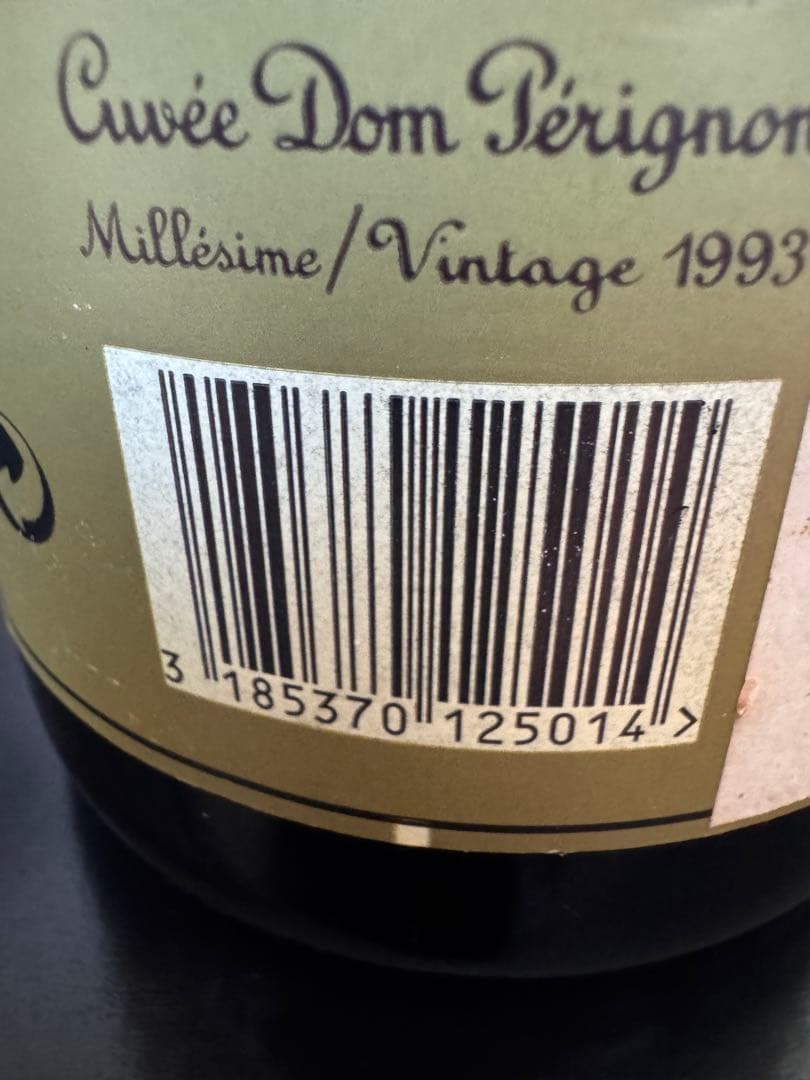 Cuvée Dom Pérignon
Millésime/Vintage 1993
3 185370 125014 >